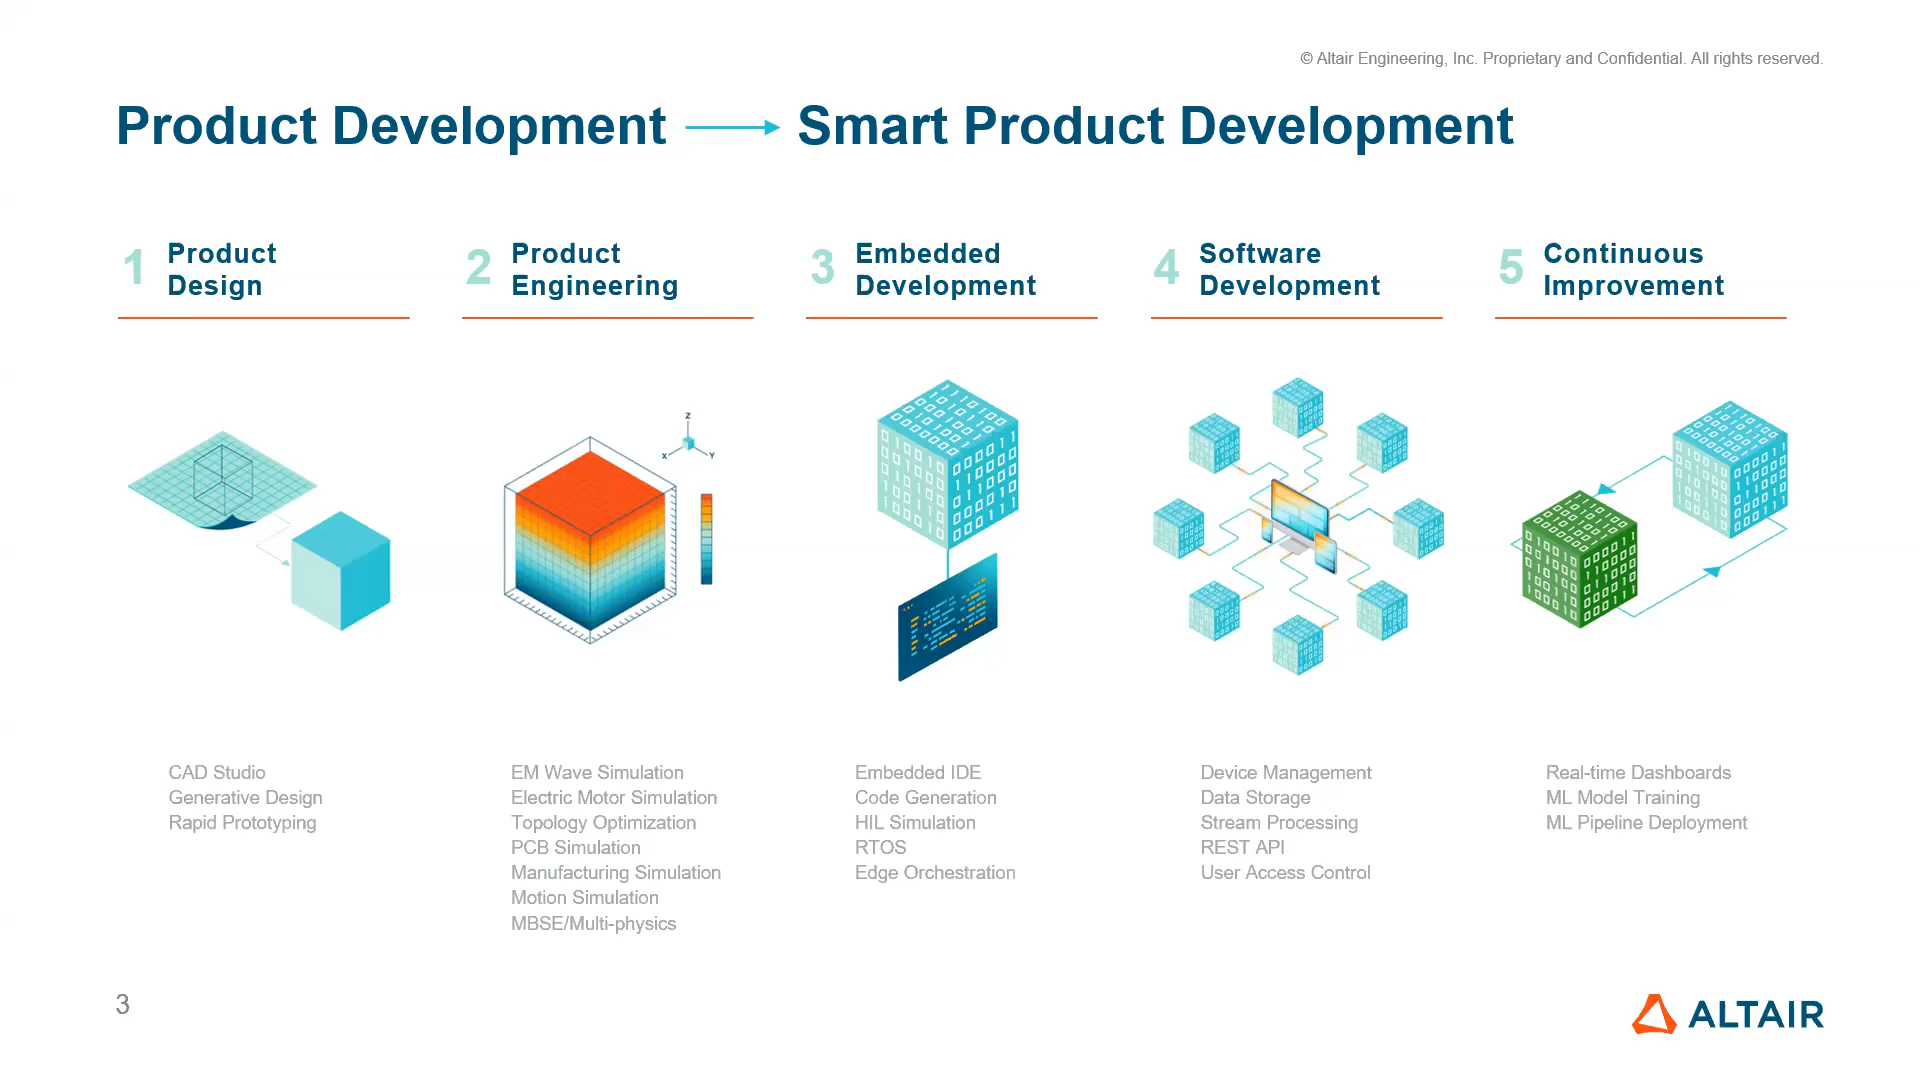 © Altair Engineering, Inc. Proprietary and Confidential. All rights reserved.
Product Development → Smart Product Development
1 Product
Design
2 Product
Engineering
3 Embedded
Development
4 Software
Development
5 Continuous
Improvement
Z
X
Y
CAD Studio
Generative Design
Rapid Prototyping
EM Wave Simulation
Electric Motor Simulation
Topology Optimization
PCB Simulation
Manufacturing Simulation
Motion Simulation
MBSE/Multi-physics
Embedded IDE
Code Generation
HIL Simulation
RTOS
Edge Orchestration
Device Management
Data Storage
Stream Processing
REST API
User Access Control
Real-time Dashboards
ML Model Training
ML Pipeline Deployment
3
ALTAIR